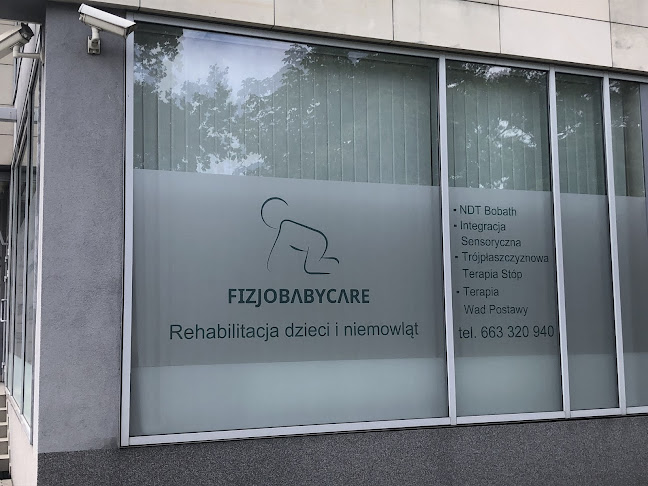 FIZJOBABYCARE
Rehabilitacja dzieci i niemowląt
• NDT Bobath
• Integracja
Sensoryczna
• Trójpłaszczyznowa
Terapia Stóp
• Terapia
Wad Postawy
tel. 663 320 940